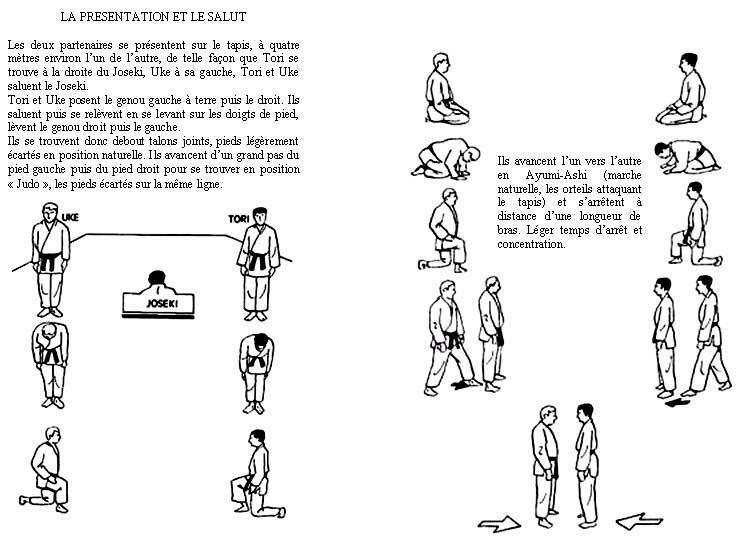 LA PRESENTATION ET LE SALUT
Les deux partenaires se présentent sur le tapis, à quatre
mètres environ l'un de l'autre, de telle façon que Tori se
trouve à la droite du Joseki, Uke à sa gauche, Tori et Uke
saluent le Joseki.
Tori et Uke posent le genou gauche à terre puis le droit. Ils
saluent puis se relèvent en se levant sur les doigts de pied,
lèvent le genou droit puis le gauche.
Ils se trouvent donc debout talons joints, pieds légèrement
écartés en position naturelle. Ils avancent d'un grand pas du
pied gauche puis du pied droit pour se trouver en position
« Judo », les pieds écartés sur la même ligne.
UKE
TORI
JOSEKI
Ils avancent l'un vers l'autre
en Ayumi-Ashi (marche
naturelle, les orteils attaquant
le tapis) et s'arrêtent à
distance d'une longueur de
bras. Léger temps d'arrêt et
concentration.